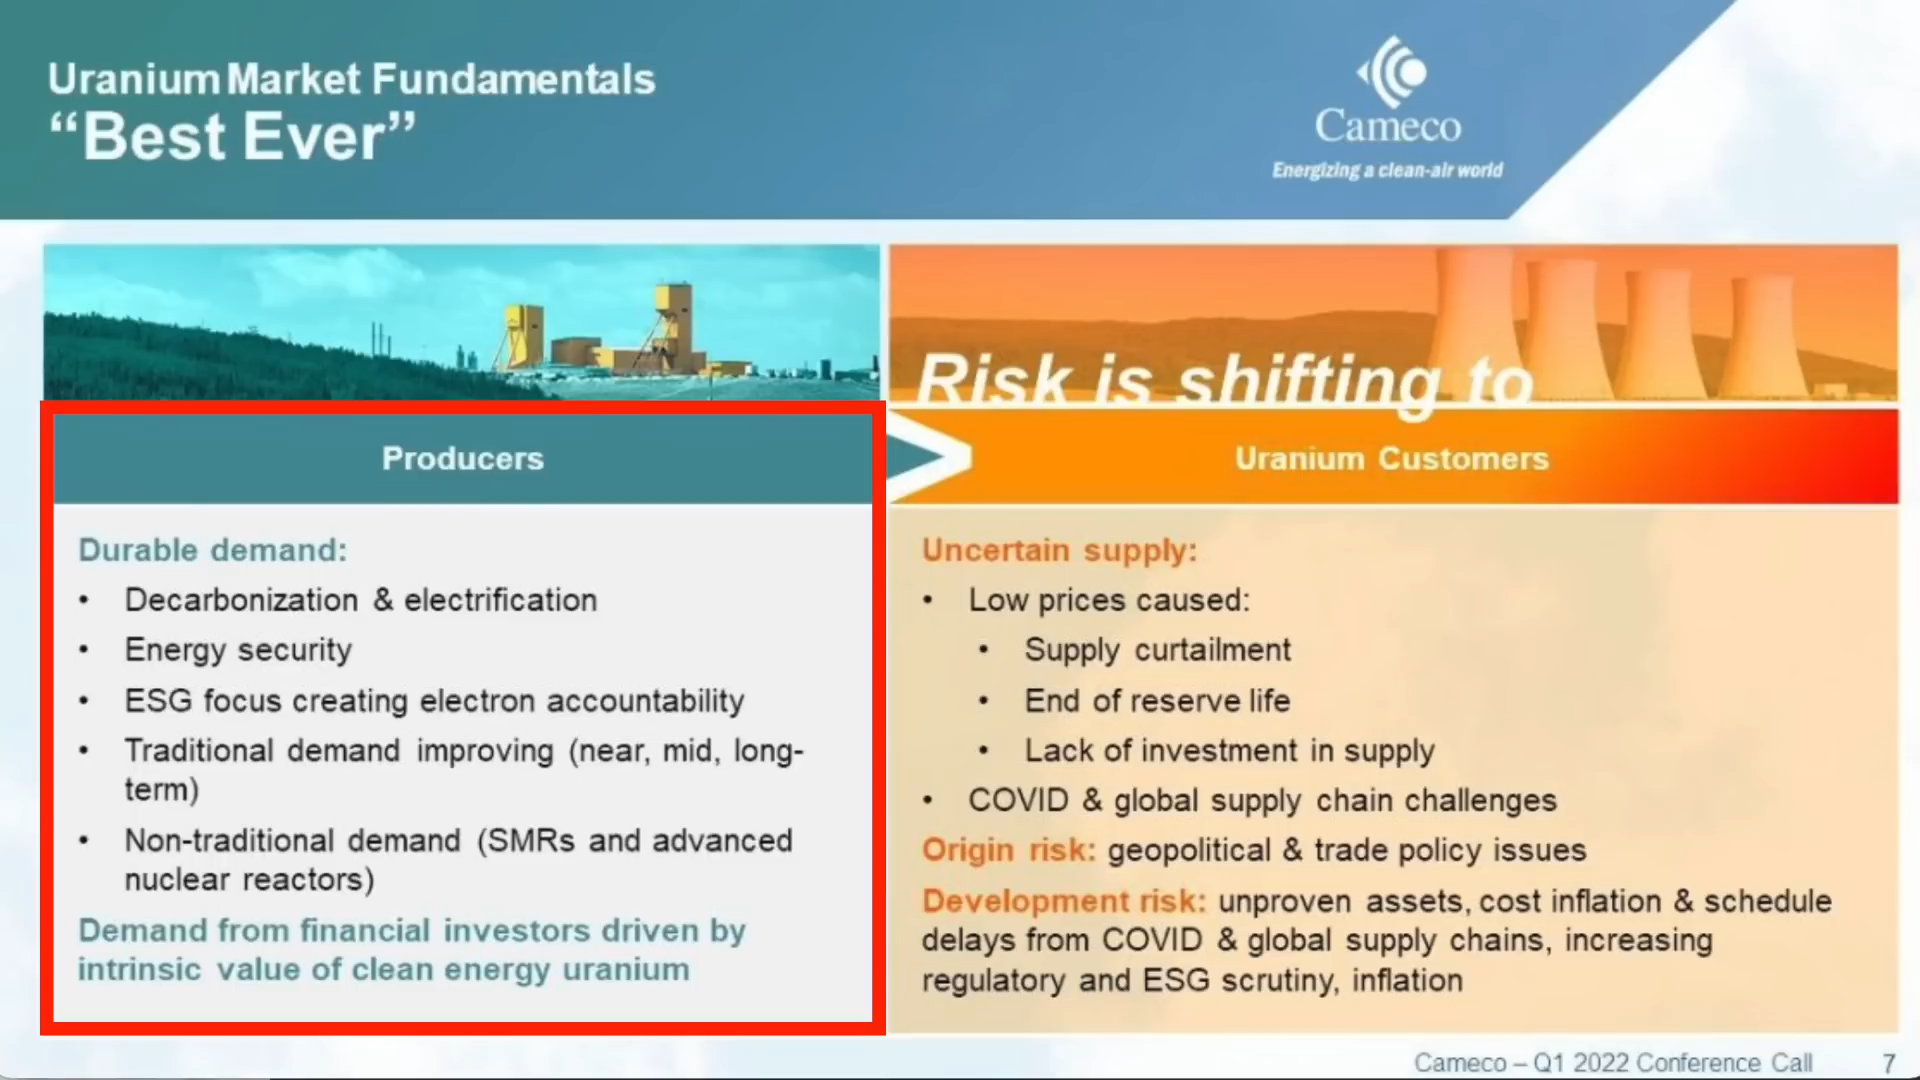 Uranium Market Fundamentals
“Best Ever”
Cameco
Energizing a clean-air world
Risk is shifting to
Producers
Durable demand:
• Decarbonization & electrification
• Energy security
• ESG focus creating electron accountability
• Traditional demand improving (near, mid, long-
term)
• Non-traditional demand (SMRs and advanced
nuclear reactors)
Demand from financial investors driven by
intrinsic value of clean energy uranium
Uranium Customers
Uncertain supply:
• Low prices caused:
• Supply curtailment
• End of reserve life
• Lack of investment in supply
• COVID & global supply chain challenges
Origin risk: geopolitical & trade policy issues
Development risk: unproven assets, cost inflation & schedule
delays from COVID & global supply chains, increasing
regulatory and ESG scrutiny, inflation
Cameco – Q1 2022 Conference Call 7